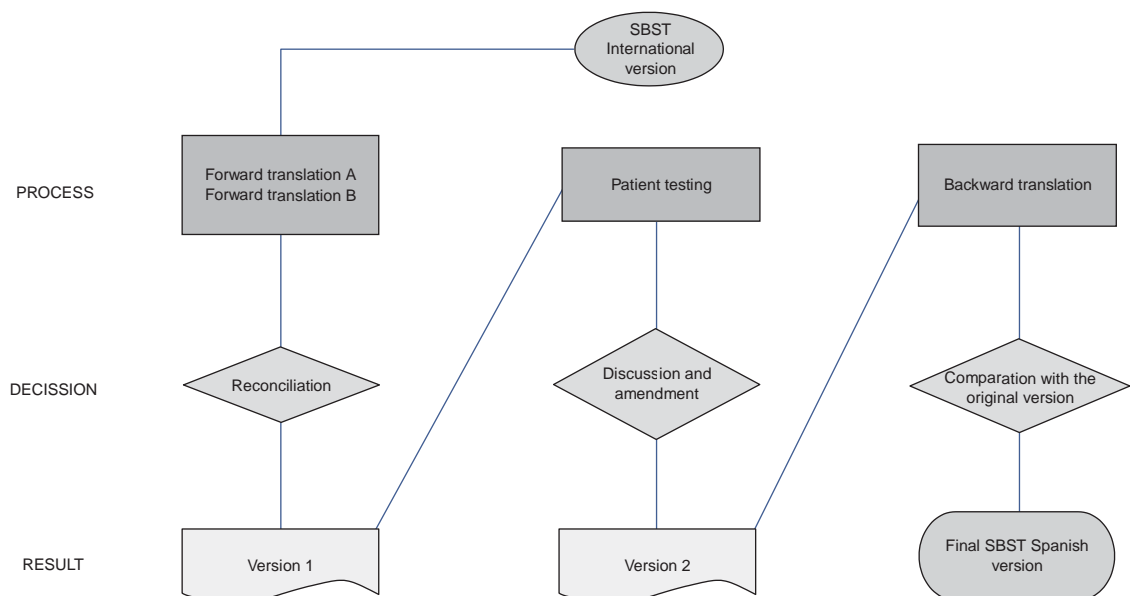 SBST
International
version
PROCESS
Forward translation A
Forward translation B
Patient testing
Backward translation
DECISSION
Reconciliation
Discussion and
amendment
Comparation with the
original version
RESULT
Version 1
Version 2
Final SBST Spanish
version